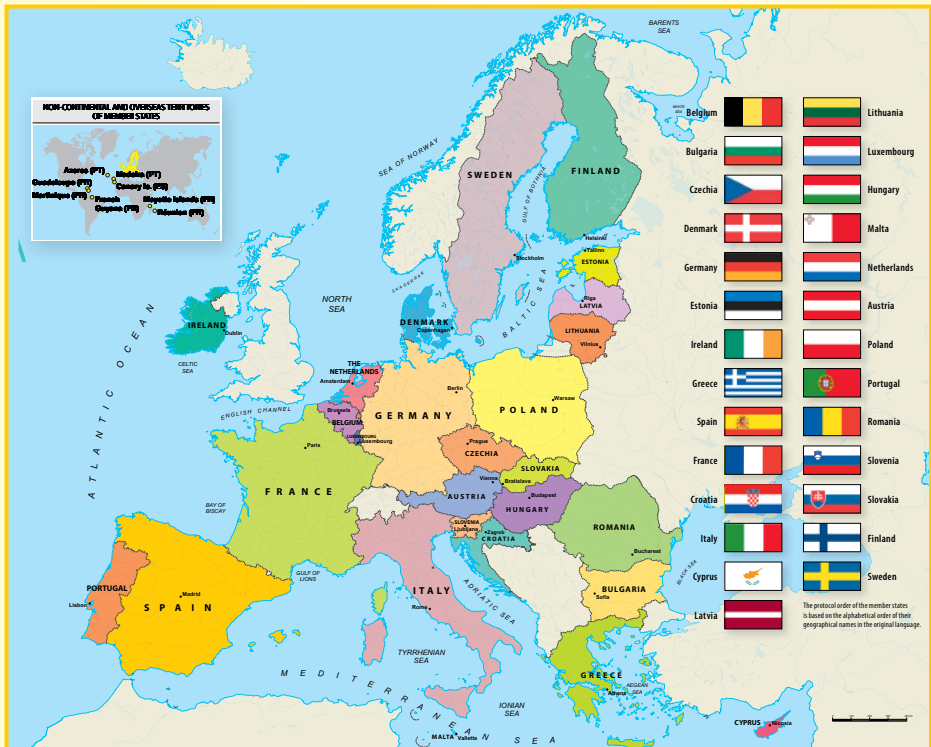 BARENTS
SEA
NON-CONTINENTAL AND OVERSEAS TERRITORIES
OF MEMBER STATES
Azores (PT)
Madeira (PT)
Guadeloupe (FR)
Canary Is. (ES)
Martinique (FR)
French
Guyana (FR)
Mayotte Islands (FR)
Réunion (FR)
WHITE
SEA
SEA OF NORWAY
SWEDEN
FINLAND
GULF OF BOTHNIA
Helsinki
Tallinn
Stockholm
ESTONIA
SKAGERRAK
NORTH
SEA
BALTIC SEA
Riga
LATVIA
DENMARK
Copenhagen
LITHUANIA
Vilnius
ATLANTIC OCEAN
IRELAND
Dublin
CELTIC
SEA
THE
NETHERLANDS
Amsterdam
Berlin
Warsaw
ENGLISH CHANNEL
Brussels
BELGIUM
GERMANY
POLAND
LUXEMBOURG
Luxembourg
Paris
Prague
CZECHIA
SLOVAKIA
Vienna
Bratislava
FRANCE
AUSTRIA
Budapest
HUNGARY
BAY OF
BISCAY
SLOVENIA
Ljubljana
Zagreb
CROATIA
ROMANIA
Bucharest
GULF OF
LIONS
BLACK SEA
PORTUGAL
Lisbon
Madrid
SPAIN
ITALY
Rome
ADRIATIC SEA
Sofia
BULGARIA
TYRRHENIAN
SEA
MEDITERRANEAN SEA
GREECE
AEGEAN
SEA
Athens
IONIAN
SEA
MALTA
Valletta
CYPRUS
Nicosia
Belgium
Lithuania
Bulgaria
Luxembourg
Czechia
Hungary
Denmark
Malta
Germany
Netherlands
Estonia
Austria
Ireland
Poland
Greece
Portugal
Spain
Romania
France
Slovenia
Croatia
Slovakia
Italy
Finland
Cyprus
Sweden
Latvia
The protocol order of the member states
is based on the alphabetical order of their
geographical names in the original language.